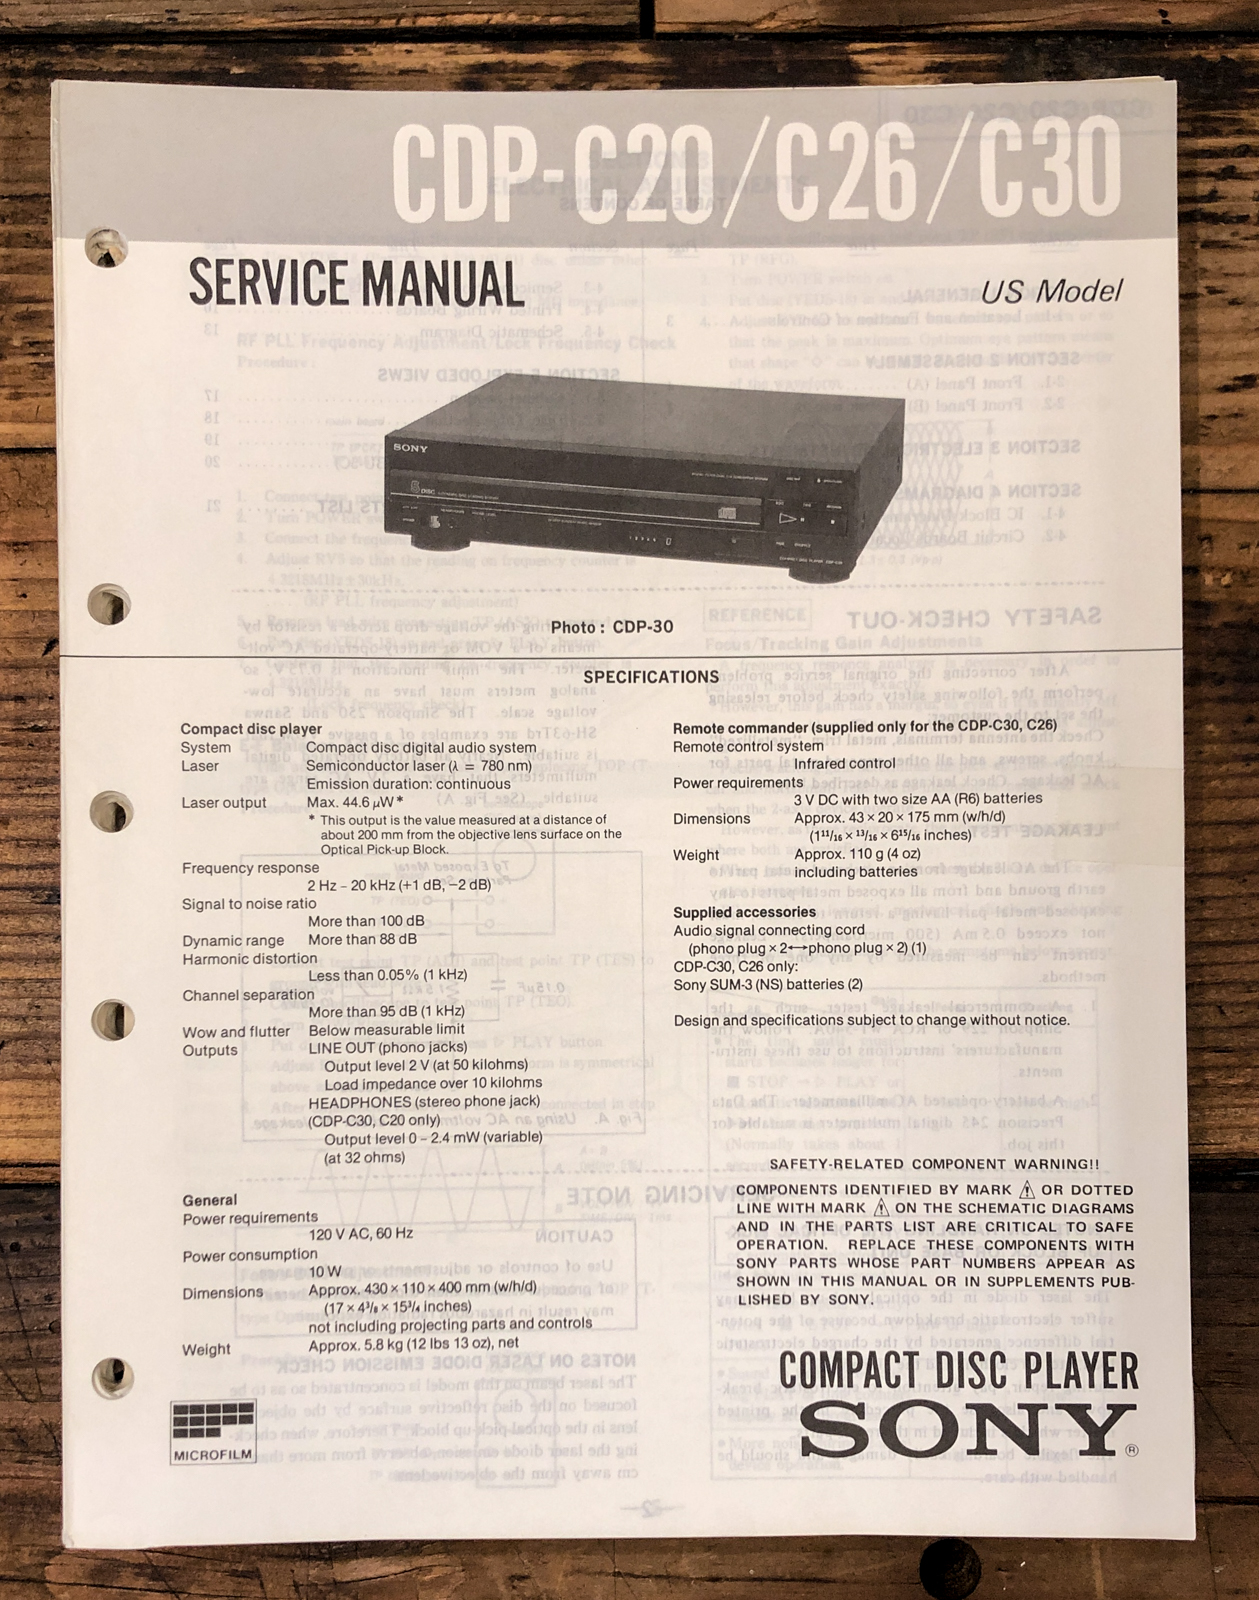 CDP-C20/C26/C30
SERVICE MANUAL
US Model
SONY
5 DISC
Photo : CDP-30
SPECIFICATIONS
Compact disc player
System Compact disc digital audio system
Laser Semiconductor laser (λ = 780 nm)
Emission duration: continuous
Laser output Max. 44.6 μW*
* This output is the value measured at a distance of
about 200 mm from the objective lens surface on the
Optical Pick-up Block.
Frequency response
2 Hz – 20 kHz (+1 dB, –2 dB)
Signal to noise ratio
More than 100 dB
Dynamic range More than 88 dB
Harmonic distortion
Less than 0.05% (1 kHz)
Channel separation
More than 95 dB (1 kHz)
Wow and flutter Below measurable limit
Outputs LINE OUT (phono jacks)
Output level 2 V (at 50 kilohms)
Load impedance over 10 kilohms
HEADPHONES (stereo phone jack)
(CDP-C30, C20 only)
Output level 0 – 2.4 mW (variable)
(at 32 ohms)
General
Power requirements
120 V AC, 60 Hz
Power consumption
10 W
Dimensions Approx. 430 × 110 × 400 mm (w/h/d)
(17 × 4³/₈ × 15³/₄ inches)
not including projecting parts and controls
Weight Approx. 5.8 kg (12 lbs 13 oz), net
MICROFILM
Remote commander (supplied only for the CDP-C30, C26)
Remote control system
Infrared control
Power requirements
3 V DC with two size AA (R6) batteries
Dimensions Approx. 43 × 20 × 175 mm (w/h/d)
(1¹¹/₁₆ × ¹³/₁₆ × 6¹⁵/₁₆ inches)
Weight Approx. 110 g (4 oz)
including batteries
Supplied accessories
Audio signal connecting cord
(phono plug × 2↔phono plug × 2) (1)
CDP-C30, C26 only:
Sony SUM-3 (NS) batteries (2)
Design and specifications subject to change without notice.
SAFETY-RELATED COMPONENT WARNING!!
COMPONENTS IDENTIFIED BY MARK ⚠ OR DOTTED
LINE WITH MARK ⚠ ON THE SCHEMATIC DIAGRAMS
AND IN THE PARTS LIST ARE CRITICAL TO SAFE
OPERATION. REPLACE THESE COMPONENTS WITH
SONY PARTS WHOSE PART NUMBERS APPEAR AS
SHOWN IN THIS MANUAL OR IN SUPPLEMENTS PUB-
LISHED BY SONY.
COMPACT DISC PLAYER
SONY®